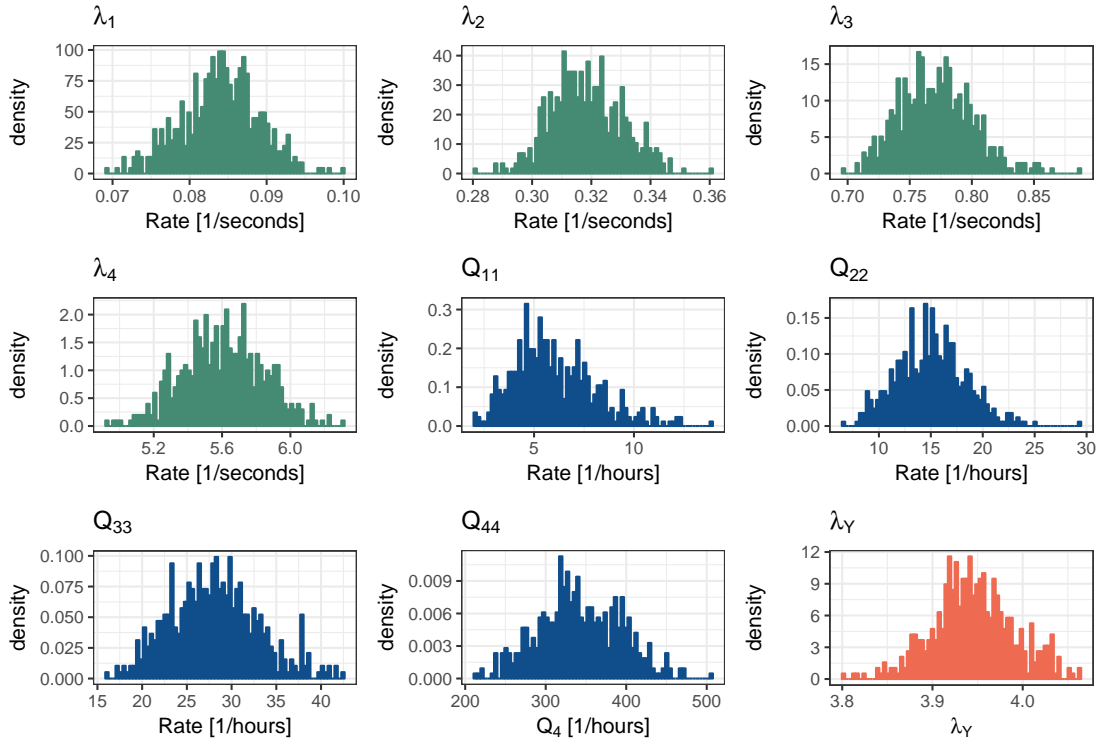 λ1 λ2 λ3
density 100 75 50 25 0
0.07 0.08 0.09 0.10
Rate [1/seconds]
density 40 30 20 10 0
0.28 0.30 0.32 0.34 0.36
Rate [1/seconds]
density 15 10 5 0
0.70 0.75 0.80 0.85
Rate [1/seconds]
λ4 Q11 Q22
density 2.0 1.5 1.0 0.5 0.0
5.2 5.6 6.0
Rate [1/seconds]
density 0.3 0.2 0.1 0.0
5 10
Rate [1/hours]
density 0.15 0.10 0.05 0.00
10 15 20 25 30
Rate [1/hours]
Q33 Q44 λY
density 0.100 0.075 0.050 0.025 0.000
15 20 25 30 35 40
Rate [1/hours]
density 0.009 0.006 0.003 0.000
200 300 400 500
Q4 [1/hours]
density 12 9 6 3 0
3.8 3.9 4.0
λY